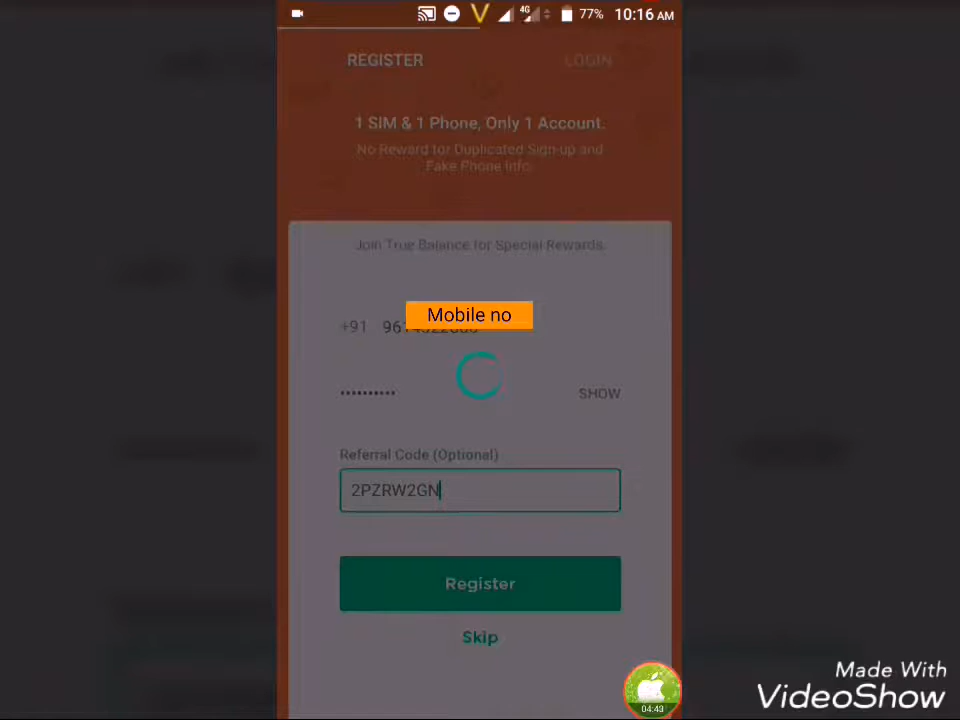 4G 77% 10:16 AM
REGISTER LOGIN
1 SIM & 1 Phone, Only 1 Account.
No Reward for Duplicated Sign-up and
Fake Phone Info.
Join True Balance for Special Rewards.
Mobile no
+91
•••••••••• SHOW
Referral Code (Optional)
2PZRW2GN
Register
Skip
04:43
Made With
VideoShow